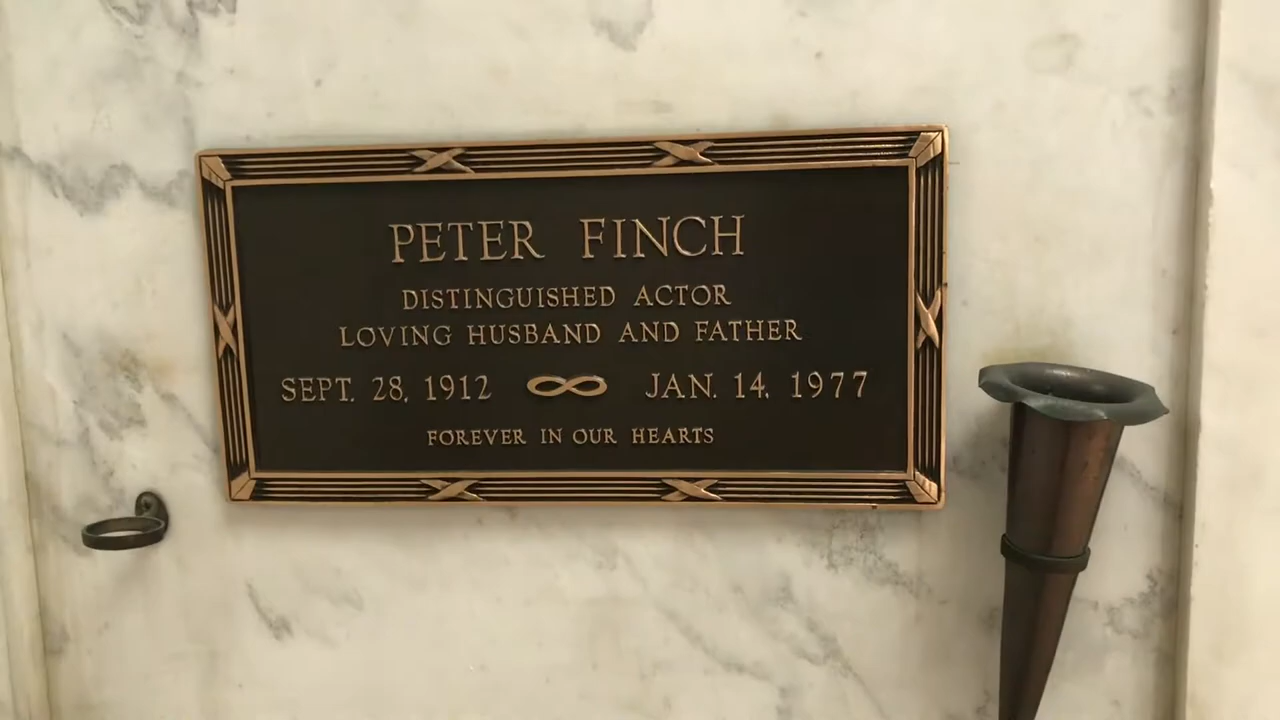 PETER FINCH
DISTINGUISHED ACTOR
LOVING HUSBAND AND FATHER
SEPT. 28, 1912 JAN. 14, 1977
FOREVER IN OUR HEARTS